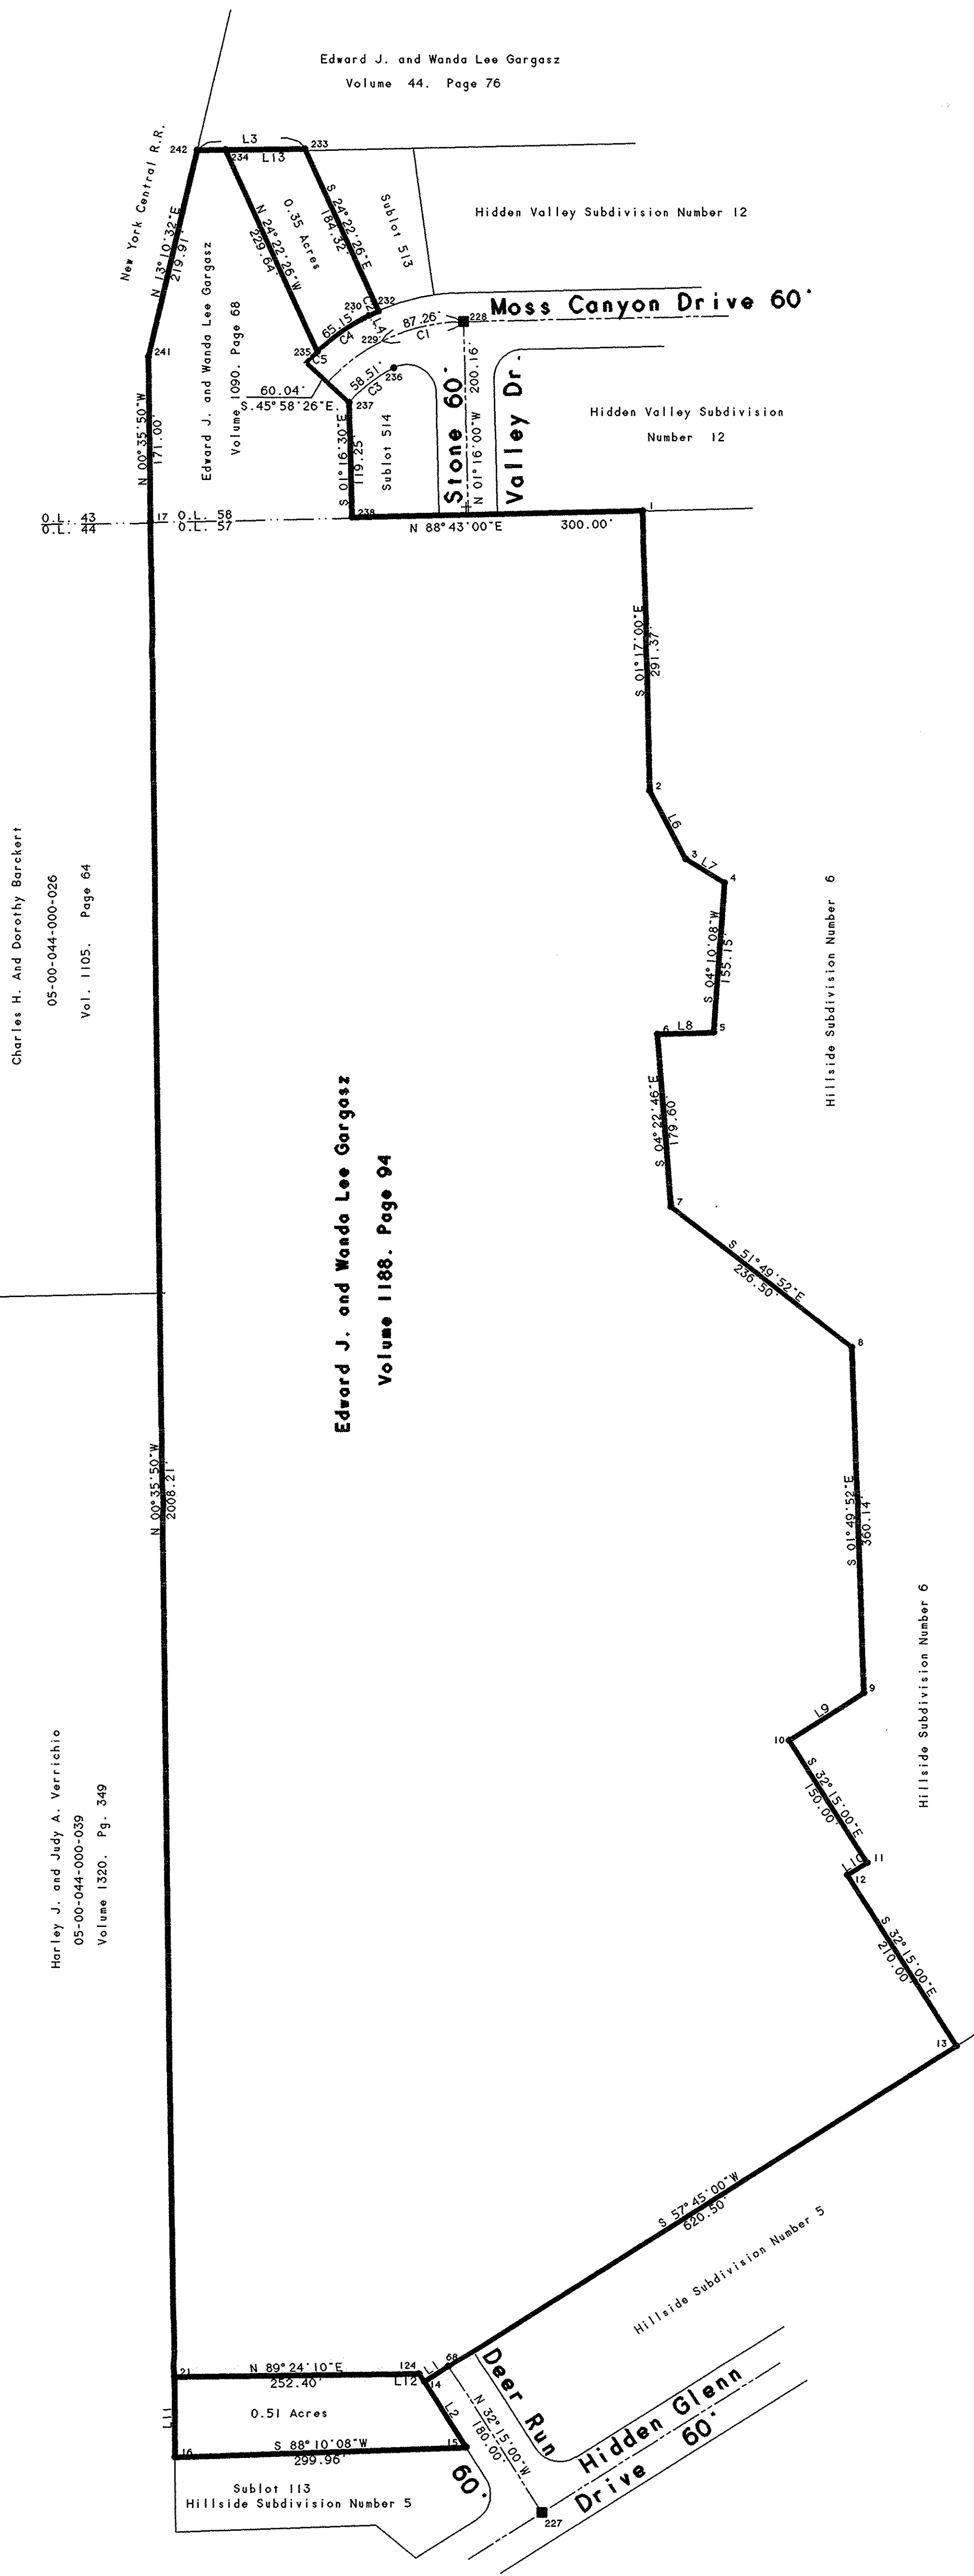 Edward J. and Wanda Lee Gargasz
Volume 44. Page 76
L3
242
233
234
L13
New York Central R.R.
N 13°10'32"E
219.91'
N 24°22'26"W
229.64'
0.35 Acres
S 24°22'26"E
184.32'
Sublot 513
Hidden Valley Subdivision Number 12
Edward J. and Wanda Lee Gargasz
Volume 1090. Page 68
230
232
65.15'
C4
L4
229
87.26'
C1
228
Moss Canyon Drive 60'
235
C5
58.51'
C3
236
241
60.04'
S.45°58'26"E.
237
Stone 60'
Valley Dr.
N 01°16'00"W 200.16'
Hidden Valley Subdivision
Number 12
N 00°35'50"W
171.00'
S 01°16'30"E
119.25'
Sublot 514
O.L. 43
O.L. 44
17
O.L. 58
O.L. 57
238
N 88°43'00"E
300.00'
1
S 01°17'00"E
291.37'
2
L6
3
L7
4
S 04°10'08"W
155.15'
L8
5
6
S 04°22'46"E
179.60'
7
Charles H. And Dorothy Barckert
05-00-044-000-026
Vol. 1105. Page 64
Hillside Subdivision Number 6
Edward J. and Wanda Lee Gargasz
Volume 1188. Page 94
S 51°49'52"E
236.50'
8
N 00°35'50"W
2008.21'
S 01°49'52"E
360.14'
9
L9
10
Hillside Subdivision Number 6
S 32°15'00"E
150.00'
11
L10
12
Harley J. and Judy A. Verrichio
05-00-044-000-039
Volume 1320. Pg. 349
S 32°15'00"E
210.00'
13
S 57°45'00"W
620.50'
Hillside Subdivision Number 5
21
N 89°24'10"E
252.40'
124
L12
L1
68
14
L2
Deer Run
60'
N 32°15'00"W
180.00'
Hidden Glenn
Drive 60'
L11
0.51 Acres
S 88°10'08"W
299.96'
15
16
Sublot 113
Hillside Subdivision Number 5
227